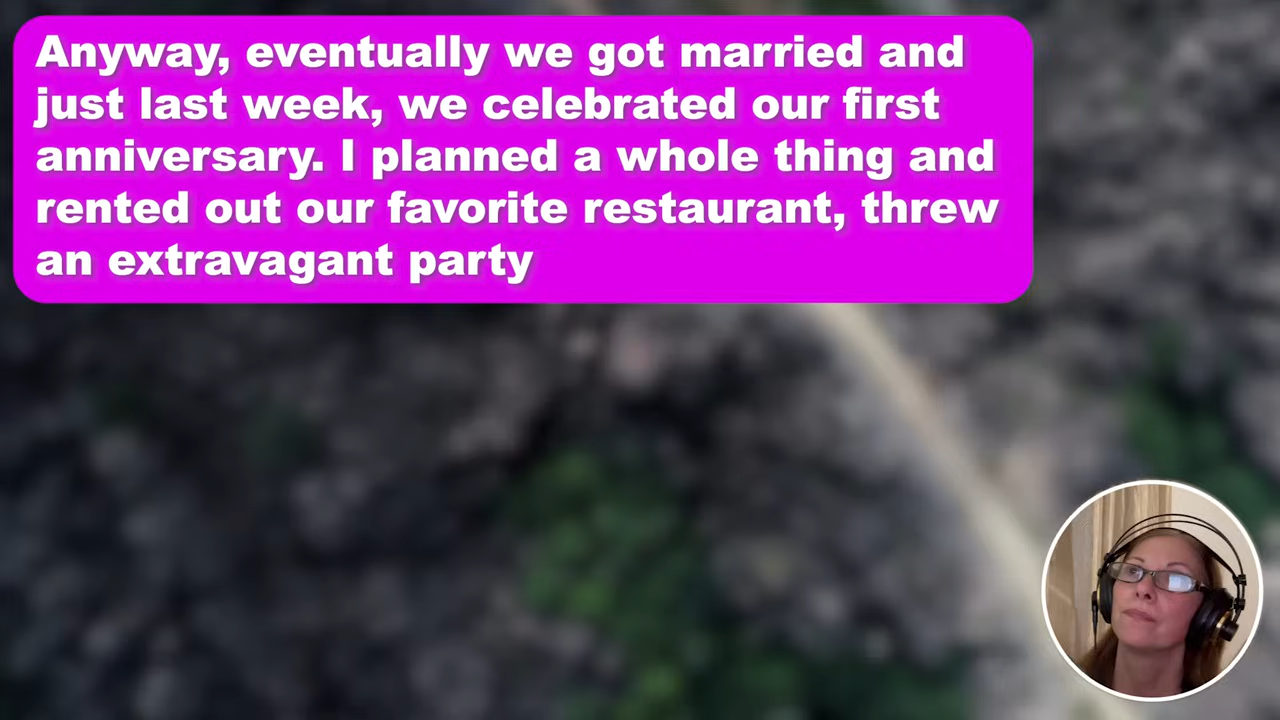 Anyway, eventually we got married and
just last week, we celebrated our first
anniversary. I planned a whole thing and
rented out our favorite restaurant, threw
an extravagant party